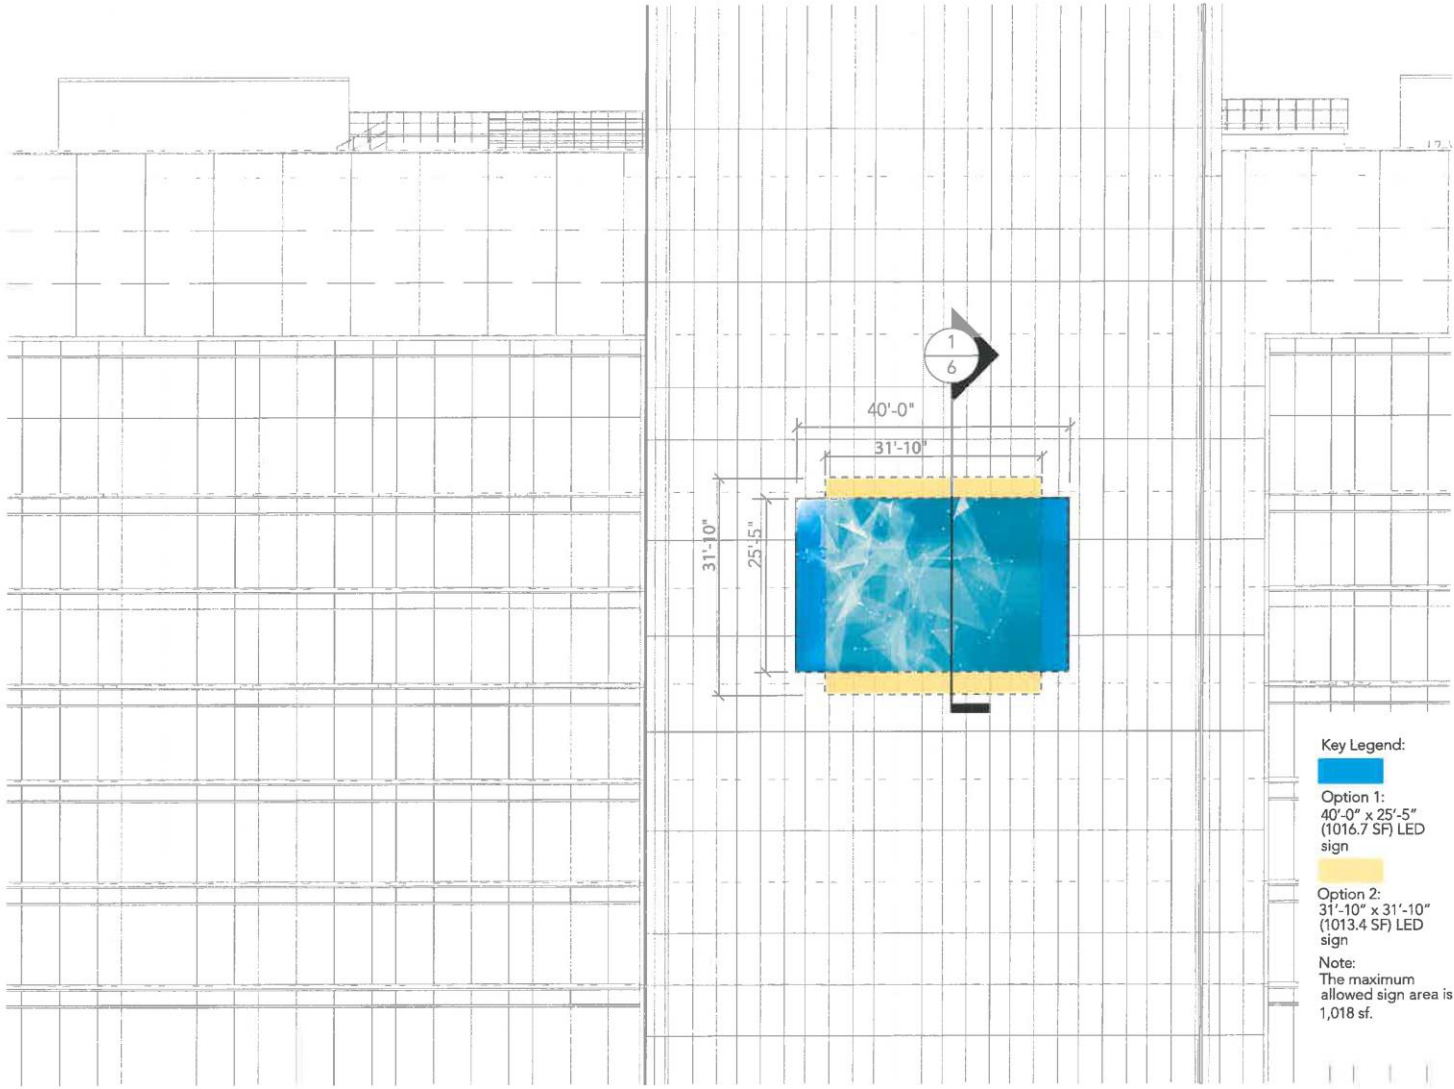 1
6
40'-0"
31'-10"
31'-10"
25'-5"
Key Legend:
Option 1:
40'-0" x 25'-5"
(1016.7 SF) LED
sign
Option 2:
31'-10" x 31'-10"
(1013.4 SF) LED
sign
Note:
The maximum
allowed sign area is
1,018 sf.